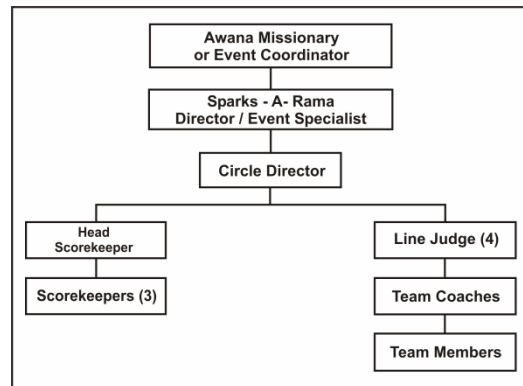 Awana Missionary
or Event Coordinator
Sparks - A- Rama
Director / Event Specialist
Circle Director
Head
Scorekeeper
Line Judge (4)
Scorekeepers (3)
Team Coaches
Team Members